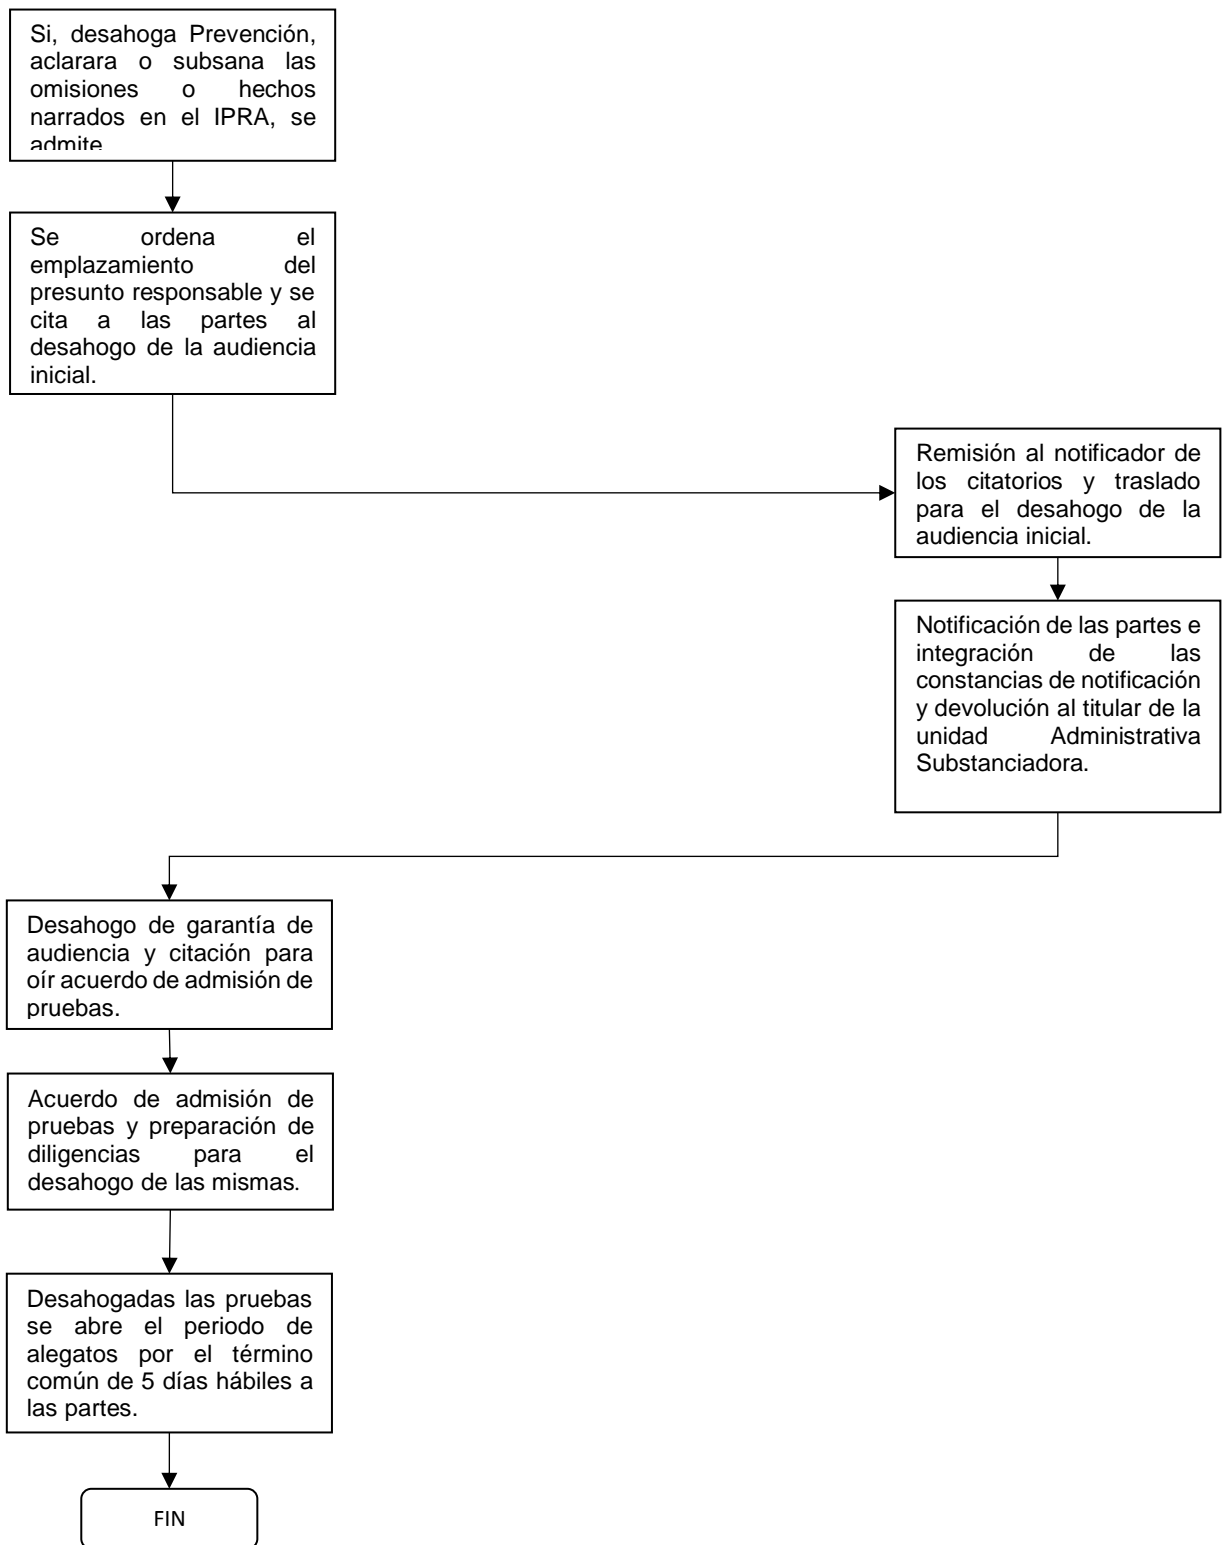 Si, desahoga Prevención,
aclarara o subsana las
omisiones o hechos
narrados en el IPRA, se
admite
Se ordena el
emplazamiento del
presunto responsable y se
cita a las partes al
desahogo de la audiencia
inicial.
Remisión al notificador de
los citatorios y traslado
para el desahogo de la
audiencia inicial.
Notificación de las partes e
integración de las
constancias de notificación
y devolución al titular de la
unidad Administrativa
Substanciadora.
Desahogo de garantía de
audiencia y citación para
oír acuerdo de admisión de
pruebas.
Acuerdo de admisión de
pruebas y preparación de
diligencias para el
desahogo de las mismas.
Desahogadas las pruebas
se abre el periodo de
alegatos por el término
común de 5 días hábiles a
las partes.
FIN